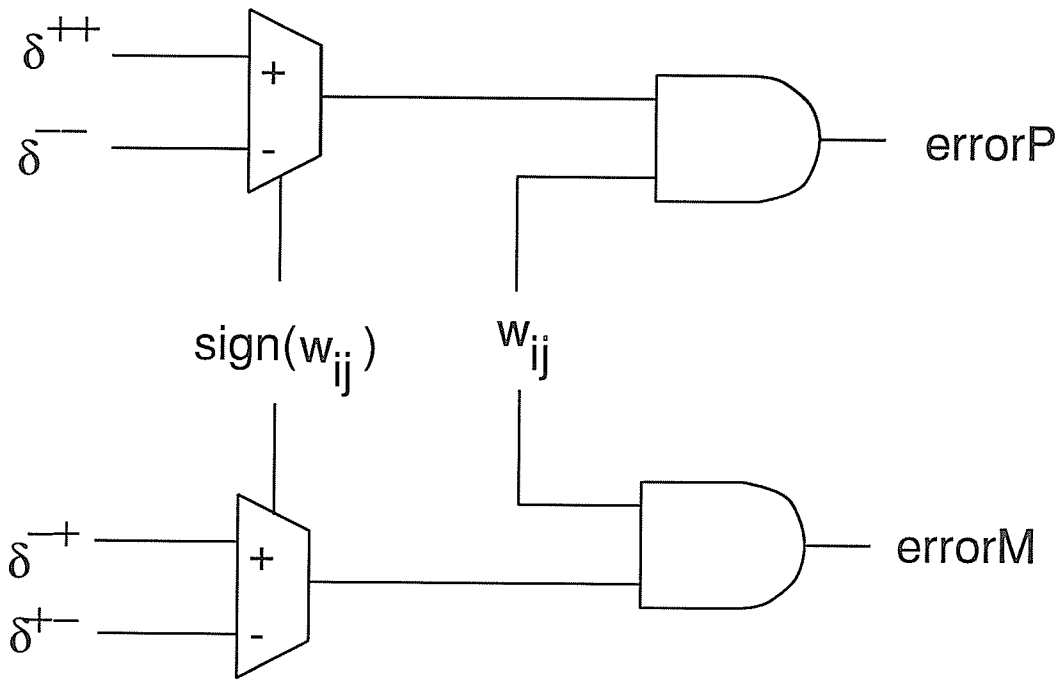 δ++
+
δ−−
-
errorP
sign(wij)
wij
δ−+
+
errorM
δ+−
-